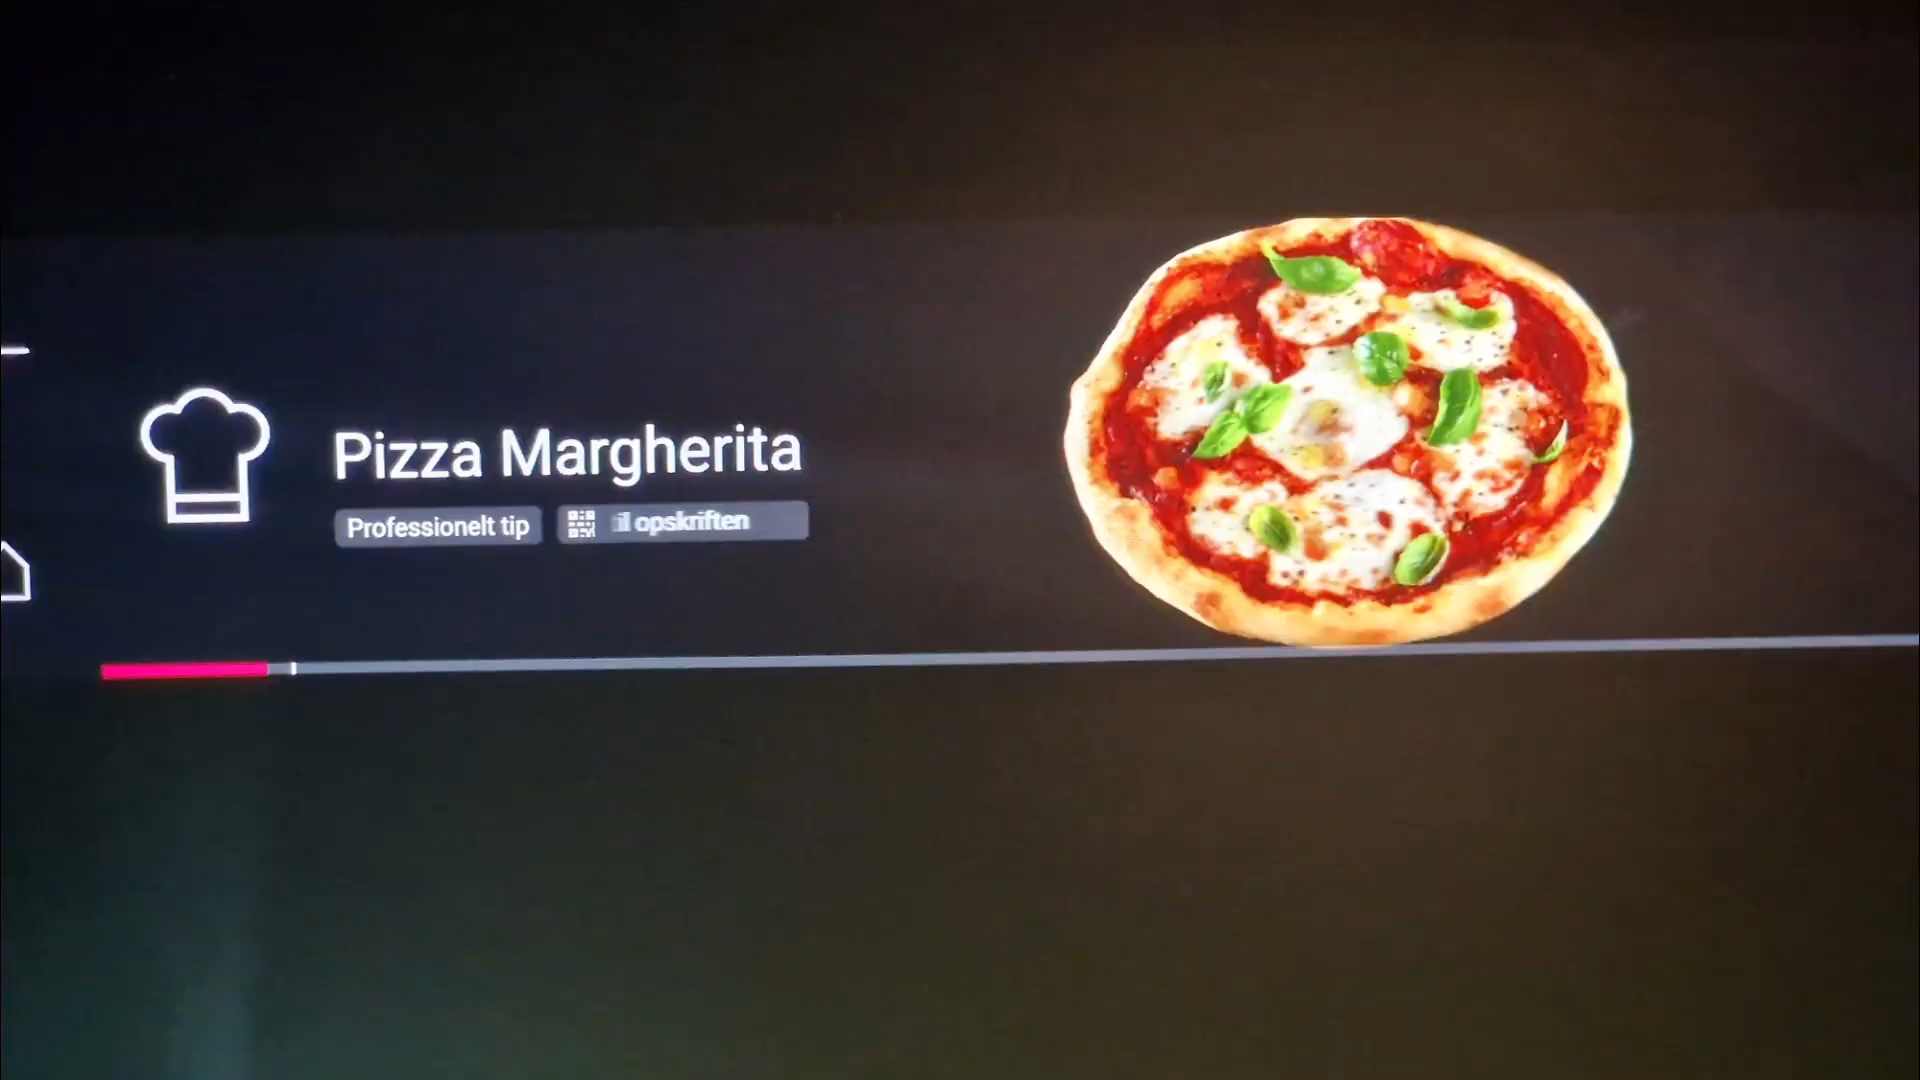 Pizza Margherita
Professionelt tip
opskriften